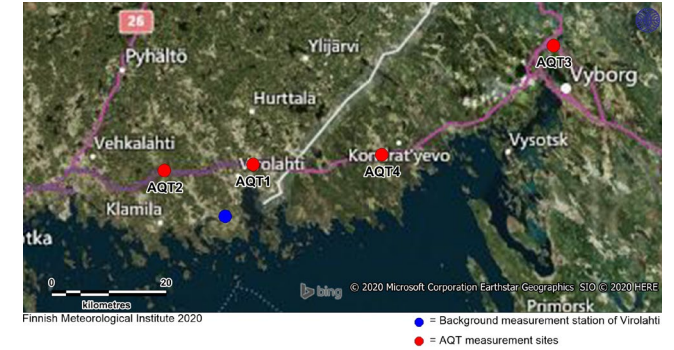 26
Pyhältö
Ylijärvi
AQT3
Vyborg
Hurttala
Vehkalahti
Virolahti
Kondrat'yevo
Vysotsk
AQT1
AQT4
AQT2
Klamila
otka
0 20
kilometres
bing
© 2020 Microsoft Corporation Earthstar Geographics SIO © 2020 HERE
Primorsk
Finnish Meteorological Institute 2020
= Background measurement station of Virolahti
= AQT measurement sites